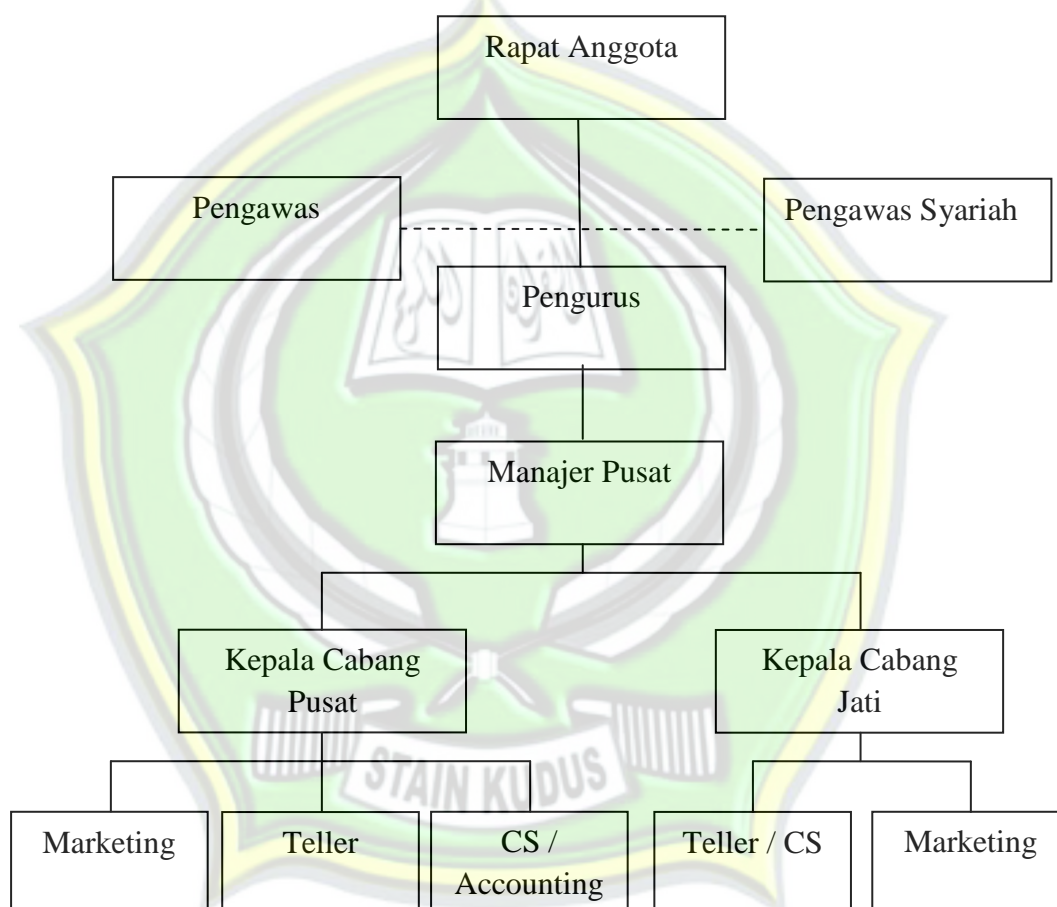 Rapat Anggota
Pengawas
Pengawas Syariah
Pengurus
Manajer Pusat
Kepala Cabang
Pusat
Kepala Cabang
Jati
STAIN KUDUS
Marketing
Teller
CS /
Accounting
Teller / CS
Marketing